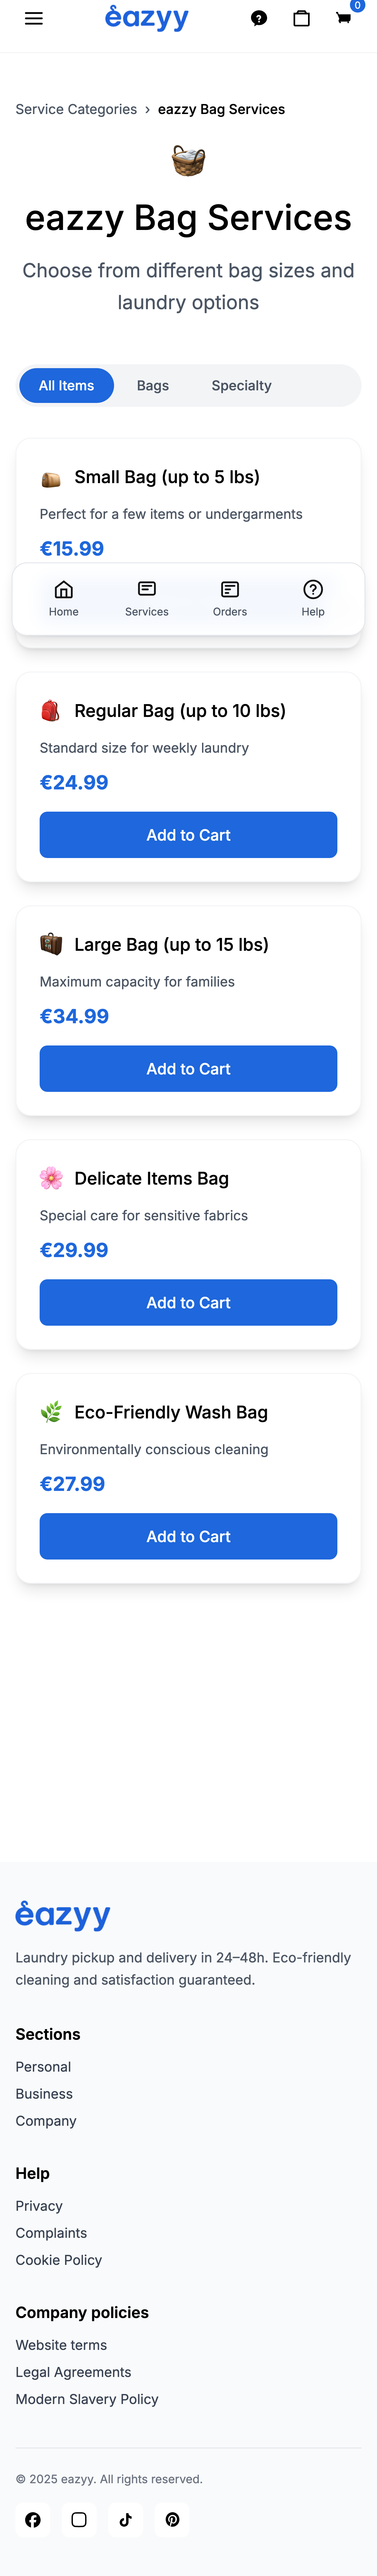 eazyy
0
Service Categories › eazzy Bag Services
eazzy Bag Services
Choose from different bag sizes and
laundry options
All Items Bags Specialty
Small Bag (up to 5 lbs)
Perfect for a few items or undergarments
€15.99
Home Services Orders Help
Regular Bag (up to 10 lbs)
Standard size for weekly laundry
€24.99
Add to Cart
Large Bag (up to 15 lbs)
Maximum capacity for families
€34.99
Add to Cart
Delicate Items Bag
Special care for sensitive fabrics
€29.99
Add to Cart
Eco-Friendly Wash Bag
Environmentally conscious cleaning
€27.99
Add to Cart
eazyy
Laundry pickup and delivery in 24–48h. Eco-friendly
cleaning and satisfaction guaranteed.
Sections
Personal
Business
Company
Help
Privacy
Complaints
Cookie Policy
Company policies
Website terms
Legal Agreements
Modern Slavery Policy
© 2025 eazyy. All rights reserved.